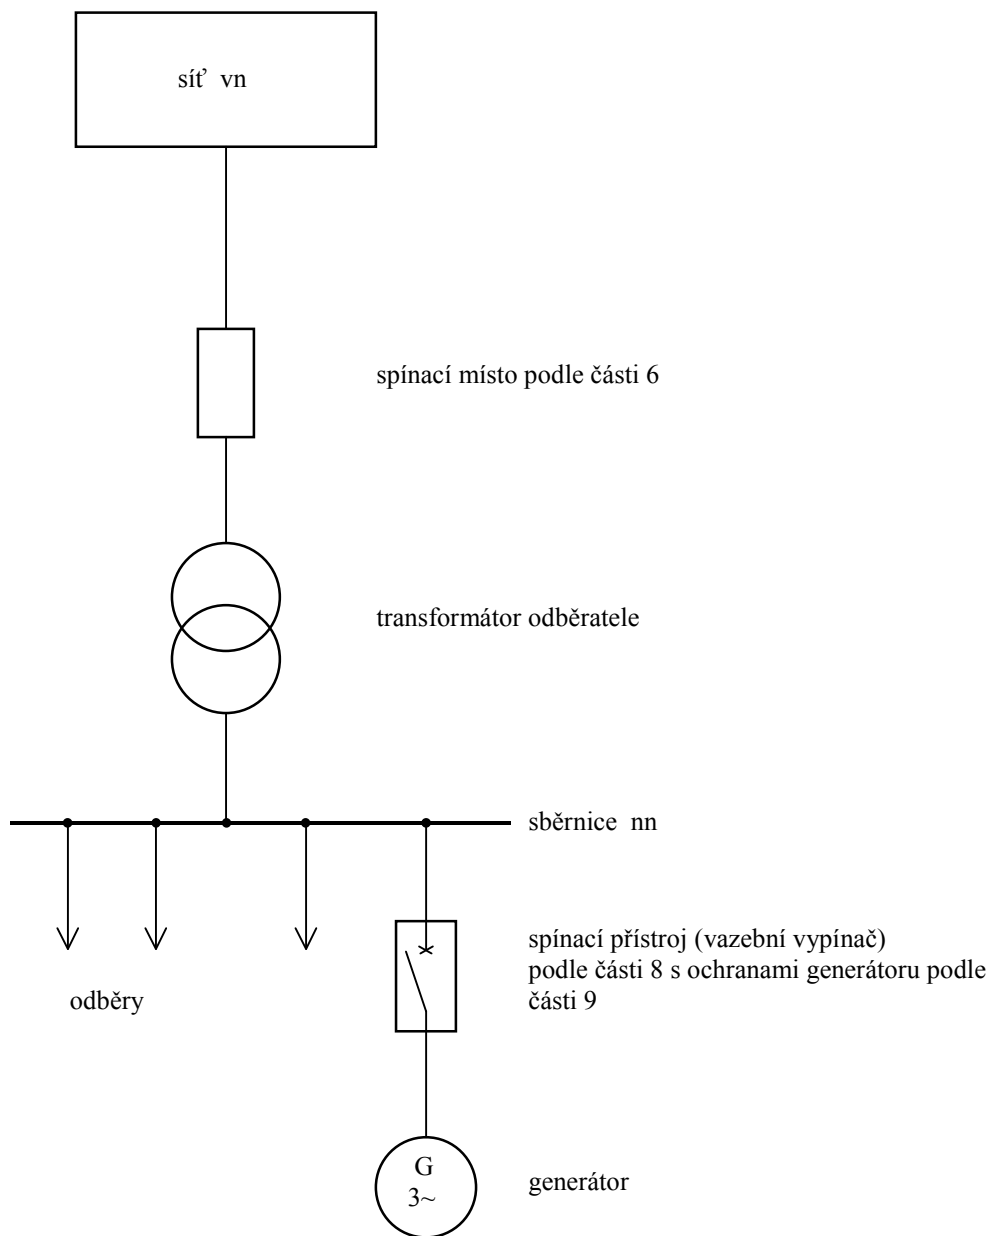 síť vn
spínací místo podle části 6
transformátor odběratele
sběrnice nn
spínací přístroj (vazební vypínač)
podle části 8 s ochranami generátoru podle
části 9
odběry
G
3~
generátor